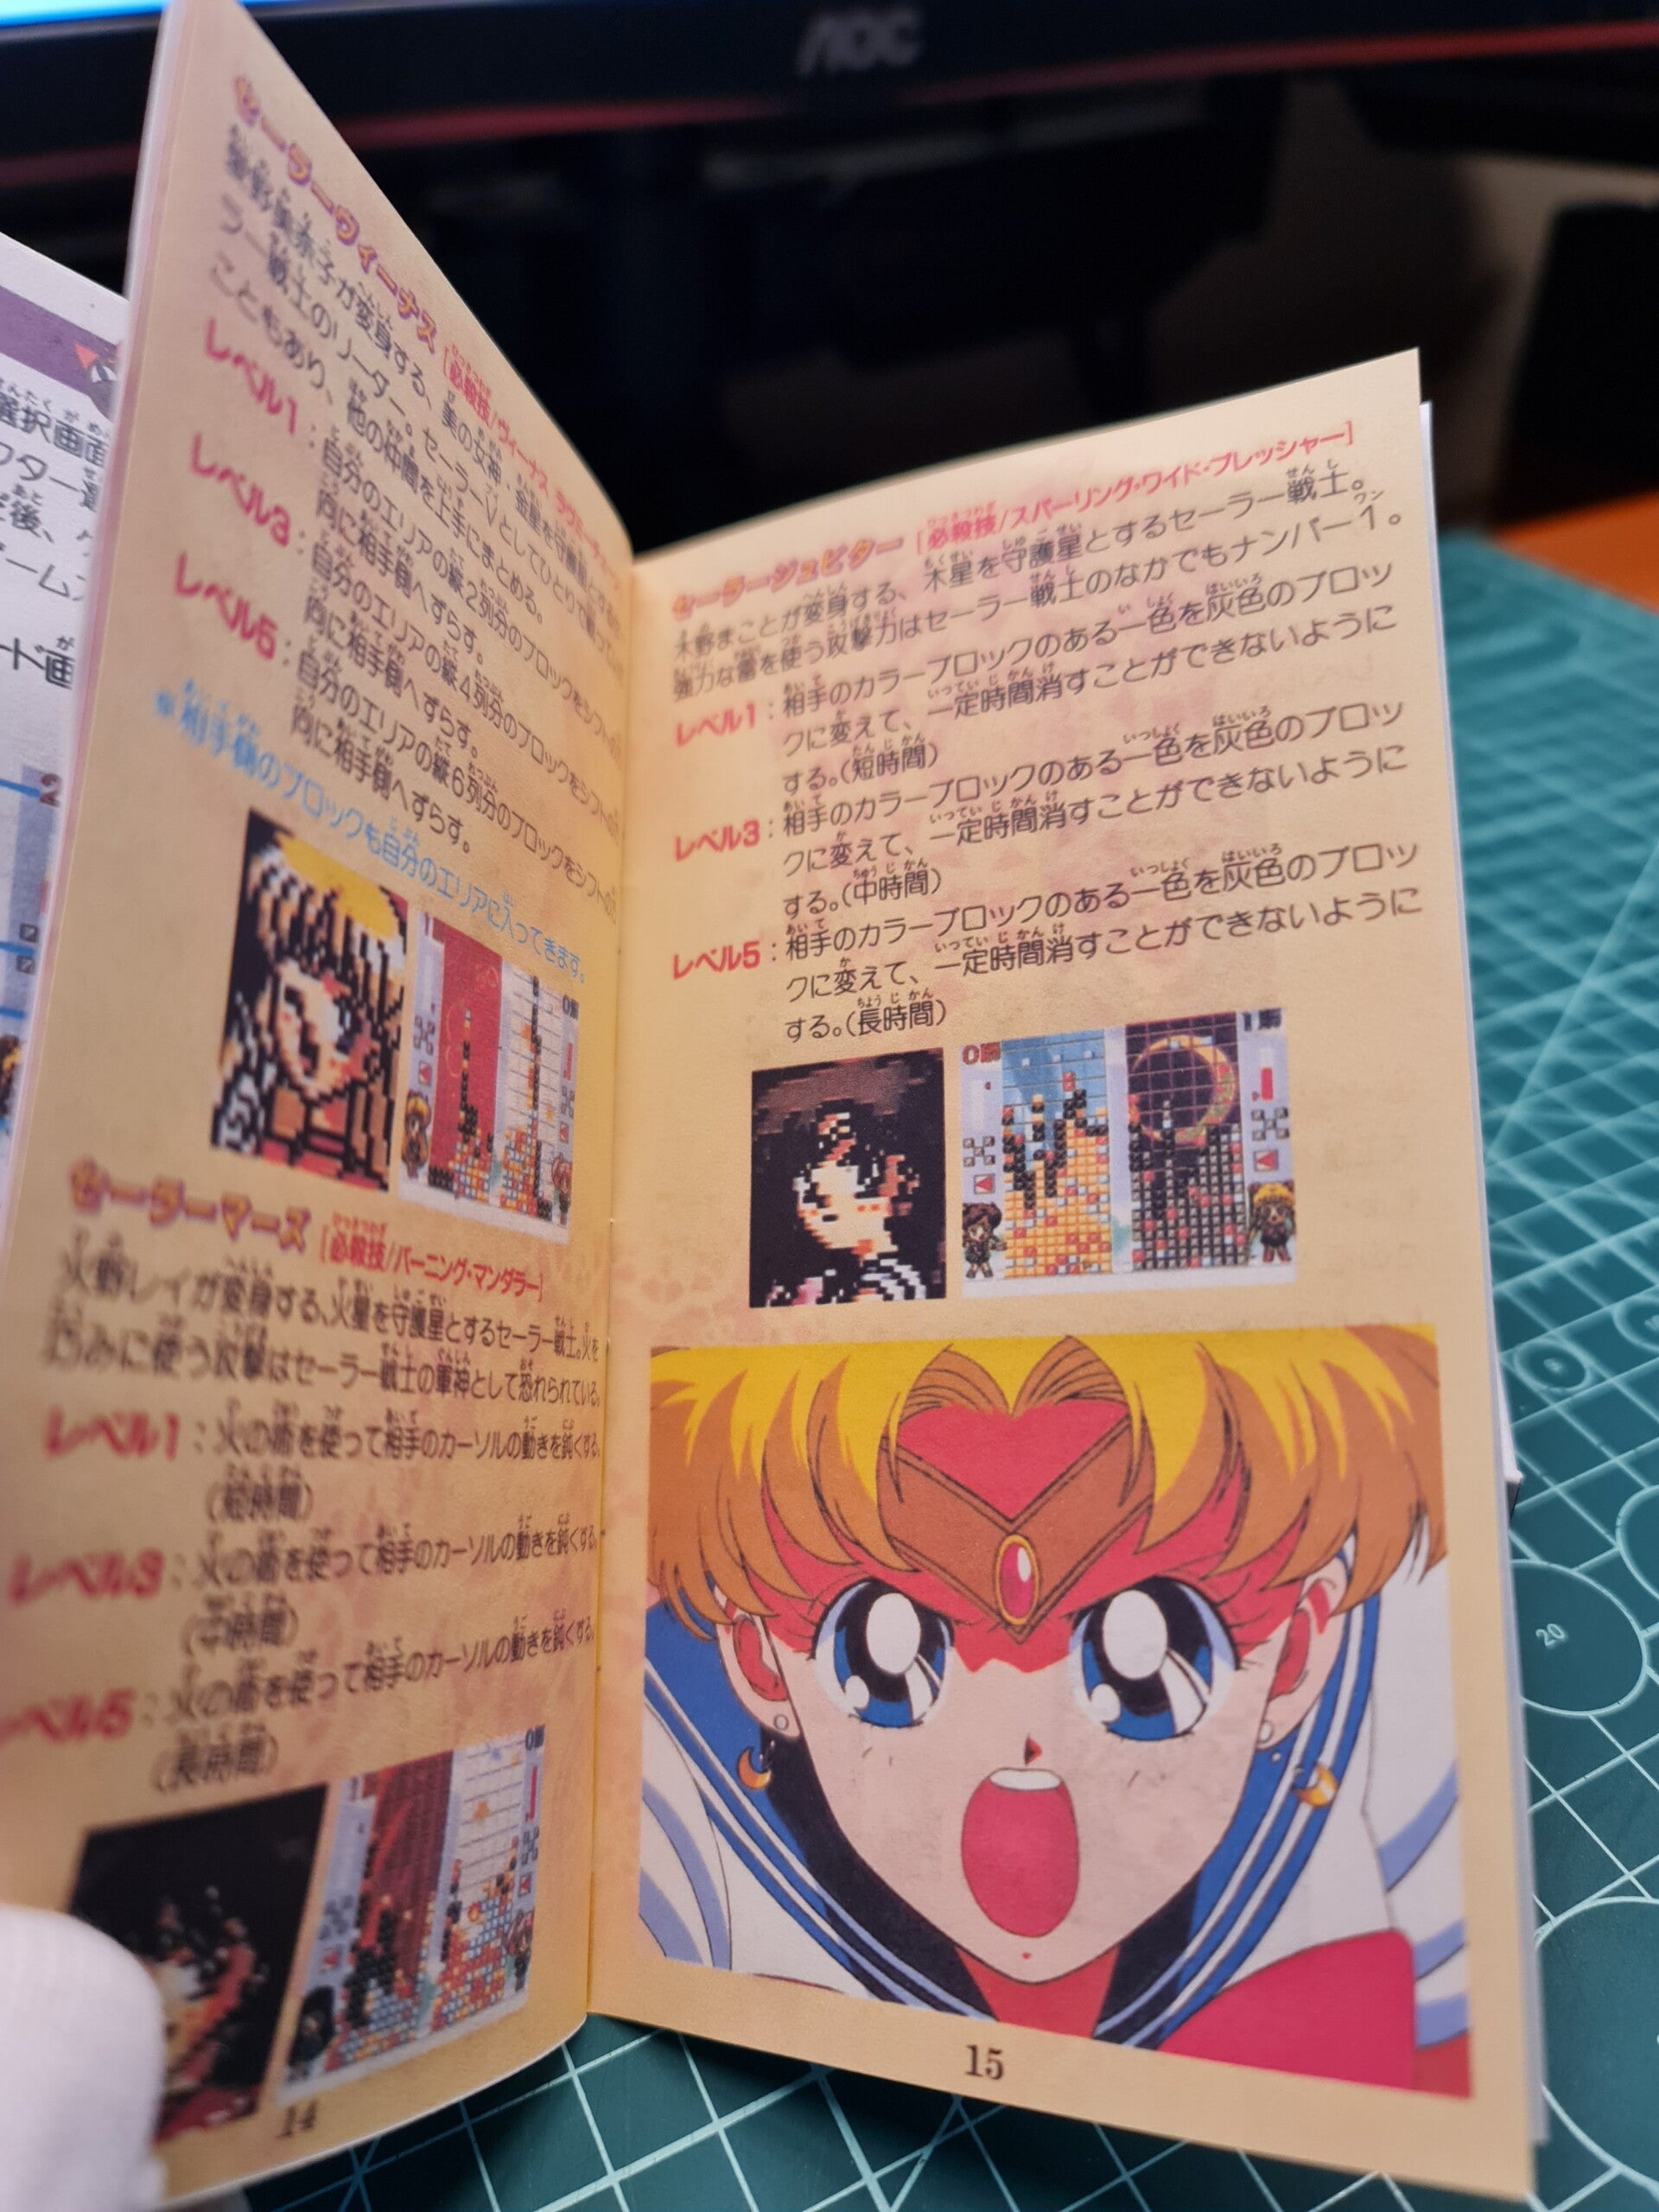 AOC
選択画面
クター選
ームス
ード画
セーラーヴィーナス [必殺技/ヴィーナス
愛野美奈子が変身する、美の女神・金星を守護星とする
ラー戦士のリーダー。セーラーVとしてひとりで戦って
こともあり、他の仲間を上手にまとめる。
レベル1：自分のエリアの縦2列分のブロックをシフトの
向に相手側へずらす。
レベル3：自分のエリアの縦4列分のブロックをシフトの
向に相手側へずらす。
レベル5：自分のエリアの縦6列分のブロックをシフトの
向に相手側へずらす。
相手側のブロックも自分のエリアに入ってきます。
セーラーマーズ [必殺技/バーニング・マンダラー]
火野レイが変身する、火星を守護星とするセーラー戦士。火を
巧みに使う攻撃はセーラー戦士の軍神として恐れられている。
レベル1：火の術を使って相手のカーソルの動きを鈍くする。
(短時間)
レベル3：火の術を使って相手のカーソルの動きを鈍くする。
(中時間)
レベル5：火の術を使って相手のカーソルの動きを鈍くする。
(長時間)
14
セーラージュピター [必殺技/スパーリング・ワイド・プレッシャー]
木野まことが変身する、木星を守護星とするセーラー戦士。
強力な雷を使う攻撃力はセーラー戦士のなかでもナンバー1。
レベル1：相手のカラーブロックのある一色を灰色のブロッ
クに変えて、一定時間消すことができないように
する。(短時間)
レベル3：相手のカラーブロックのある一色を灰色のブロッ
クに変えて、一定時間消すことができないように
する。(中時間)
レベル5：相手のカラーブロックのある一色を灰色のブロッ
クに変えて、一定時間消すことができないように
する。(長時間)
15
20